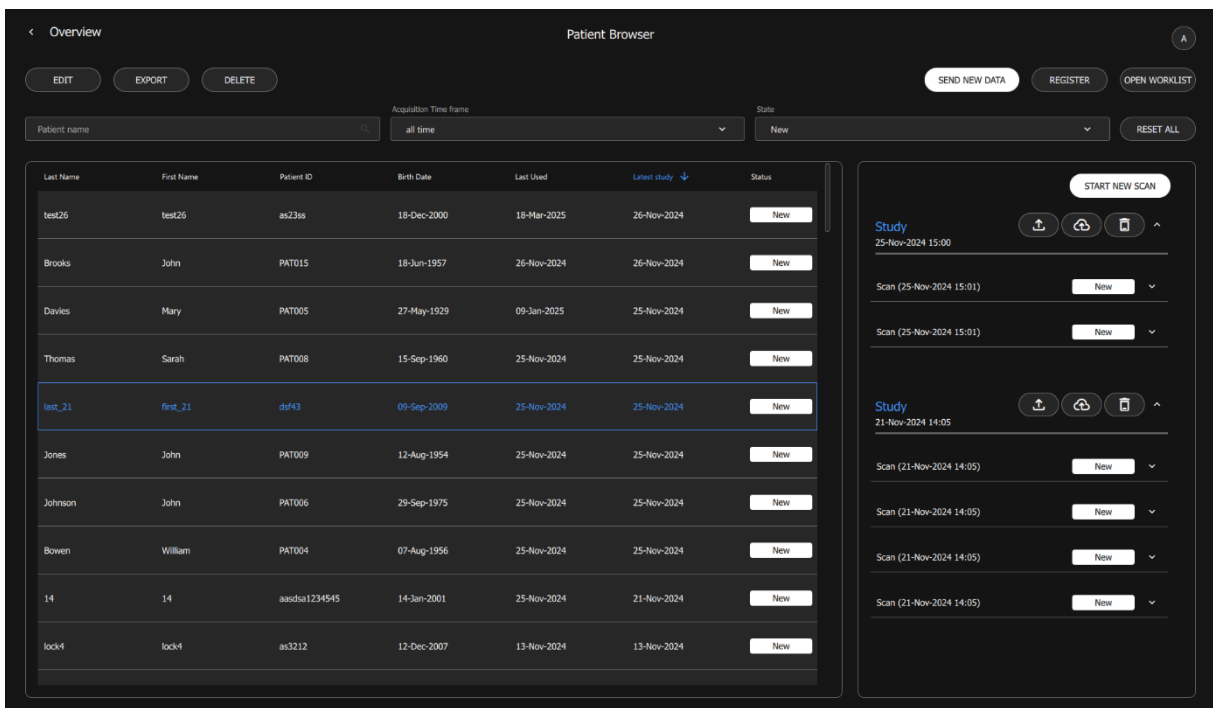 Overview
Patient Browser
A
EDIT EXPORT DELETE SEND NEW DATA REGISTER OPEN WORKLIST
Acquisition Time frame State
Patient name all time New RESET ALL
Last Name First Name Patient ID Birth Date Last Used Latest study Status
test26 test26 as23ss 18-Dec-2000 18-Mar-2025 26-Nov-2024 New
Brooks John PAT015 18-Jun-1957 26-Nov-2024 26-Nov-2024 New
Davies Mary PAT005 27-May-1929 09-Jan-2025 25-Nov-2024 New
Thomas Sarah PAT008 15-Sep-1960 25-Nov-2024 25-Nov-2024 New
last_21 first_21 dsf43 09-Sep-2009 25-Nov-2024 25-Nov-2024 New
Jones John PAT009 12-Aug-1954 25-Nov-2024 25-Nov-2024 New
Johnson John PAT006 29-Sep-1975 25-Nov-2024 25-Nov-2024 New
Bowen William PAT004 07-Aug-1956 25-Nov-2024 25-Nov-2024 New
14 14 aasdsa1234545 14-Jan-2001 25-Nov-2024 21-Nov-2024 New
lock4 lock4 as3212 12-Dec-2007 13-Nov-2024 13-Nov-2024 New
START NEW SCAN
Study
25-Nov-2024 15:00
Scan (25-Nov-2024 15:01) New
Scan (25-Nov-2024 15:01) New
Study
21-Nov-2024 14:05
Scan (21-Nov-2024 14:05) New
Scan (21-Nov-2024 14:05) New
Scan (21-Nov-2024 14:05) New
Scan (21-Nov-2024 14:05) New